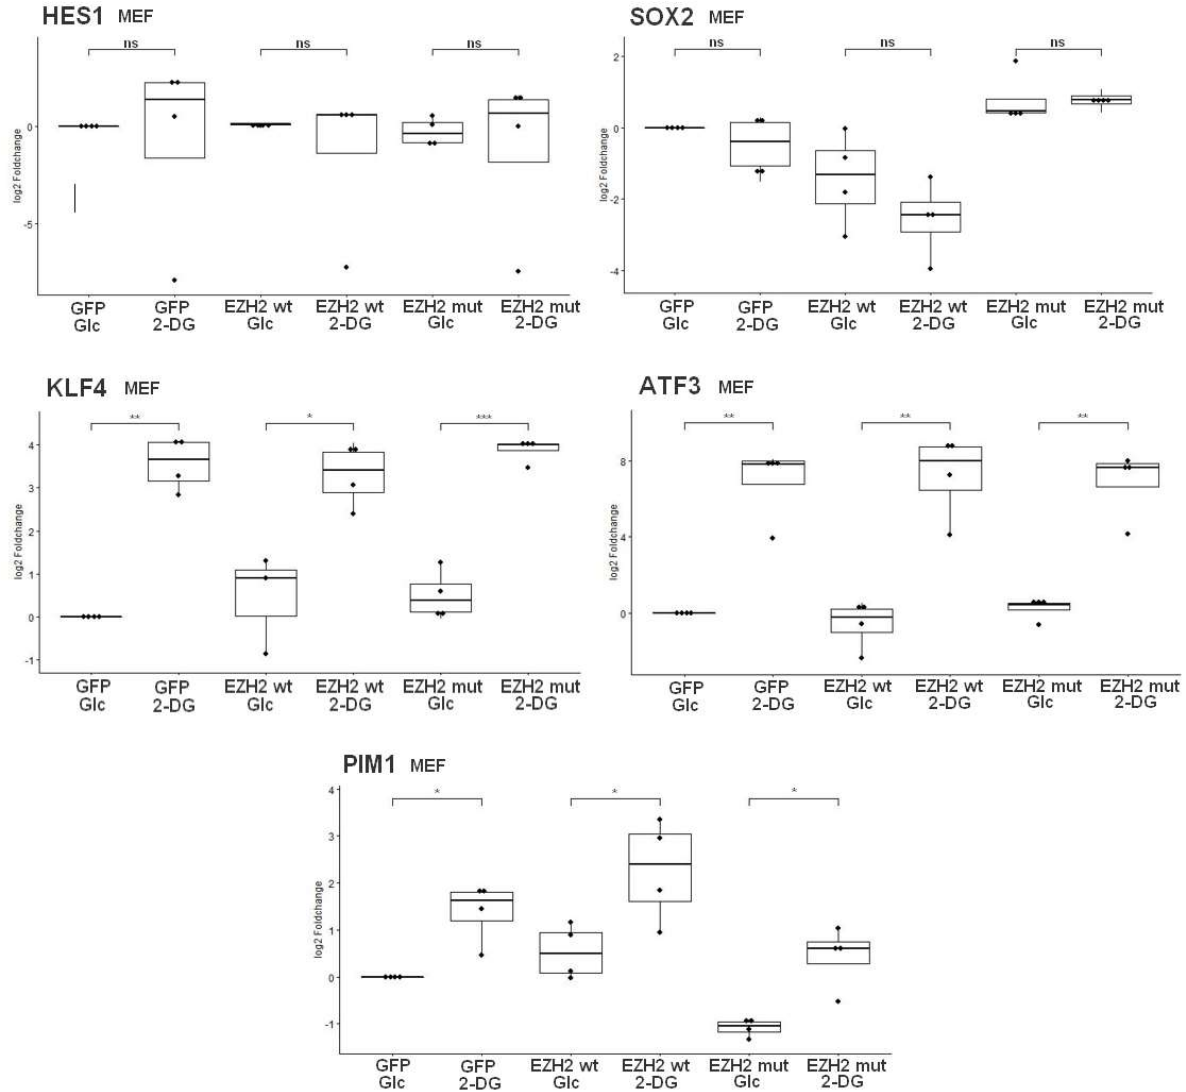 HES1 MEF
ns ns ns
log2 Foldchange
0
-5
GFP Glc
GFP 2-DG
EZH2 wt Glc
EZH2 wt 2-DG
EZH2 mut Glc
EZH2 mut 2-DG
SOX2 MEF
ns ns ns
log2 Foldchange
2
0
-2
-4
GFP Glc
GFP 2-DG
EZH2 wt Glc
EZH2 wt 2-DG
EZH2 mut Glc
EZH2 mut 2-DG
KLF4 MEF
** * ***
log2 Foldchange
4
3
2
1
0
-1
GFP Glc
GFP 2-DG
EZH2 wt Glc
EZH2 wt 2-DG
EZH2 mut Glc
EZH2 mut 2-DG
ATF3 MEF
** ** **
log2 Foldchange
8
4
0
GFP Glc
GFP 2-DG
EZH2 wt Glc
EZH2 wt 2-DG
EZH2 mut Glc
EZH2 mut 2-DG
PIM1 MEF
* * *
log2 Foldchange
4
3
2
1
0
-1
GFP Glc
GFP 2-DG
EZH2 wt Glc
EZH2 wt 2-DG
EZH2 mut Glc
EZH2 mut 2-DG